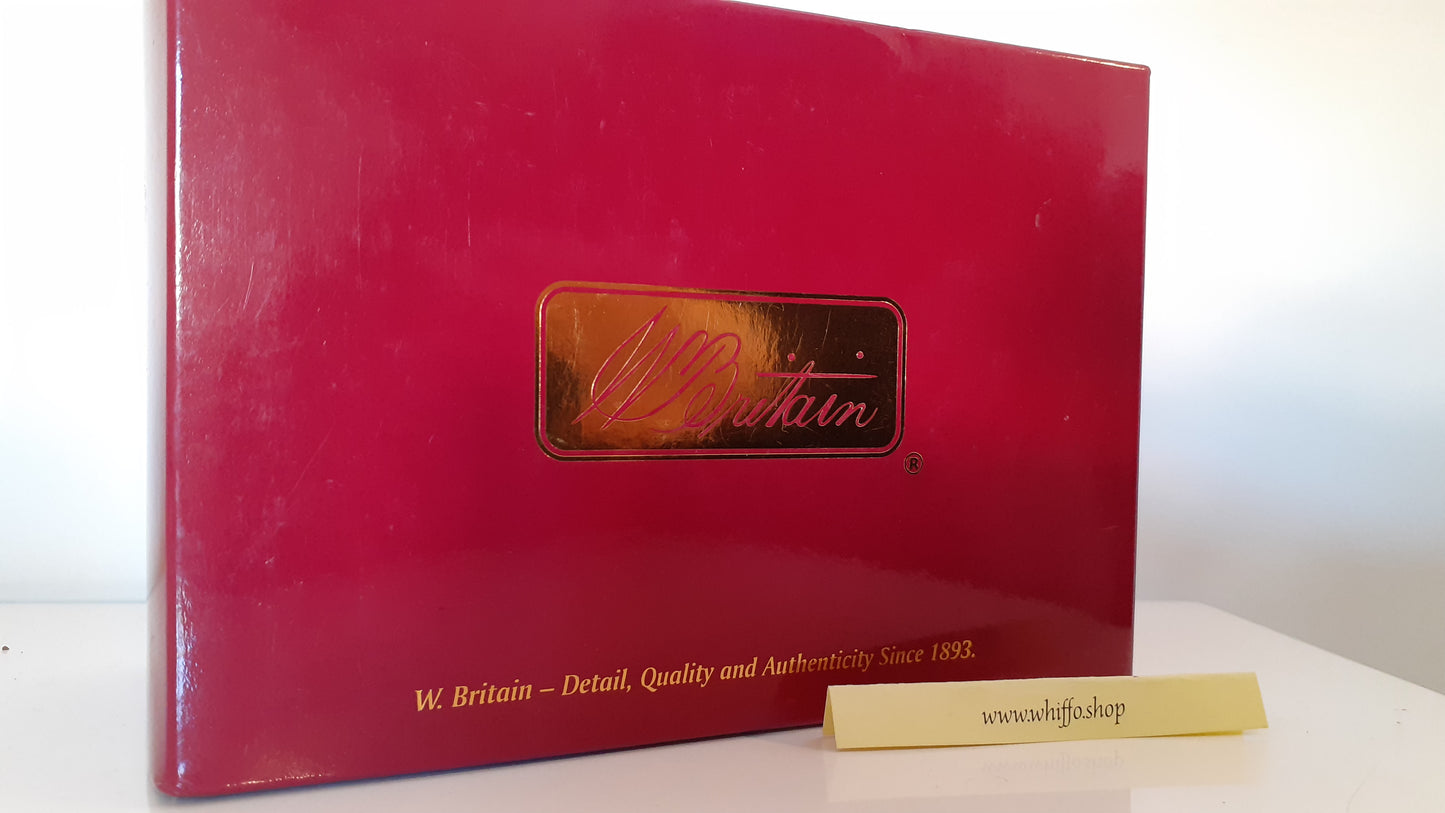 W Britain
®
W. Britain – Detail, Quality and Authenticity Since 1893.
www.whiffo.shop